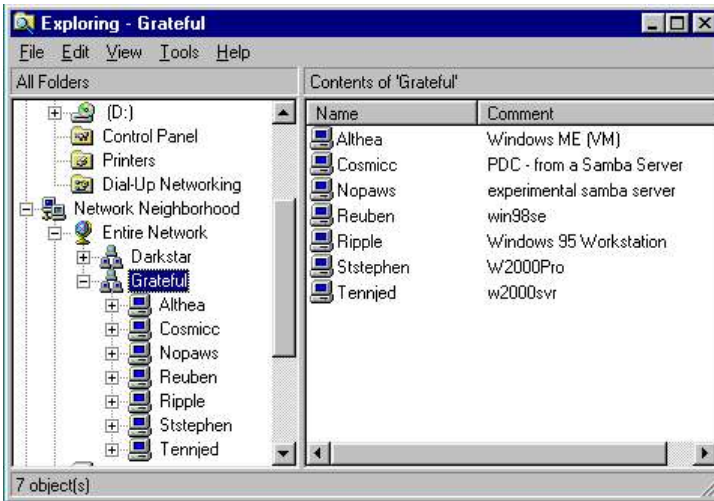 Exploring - Grateful
File Edit View Tools Help
All Folders
Contents of 'Grateful'
(D:)
Control Panel
Printers
Dial-Up Networking
Network Neighborhood
Entire Network
Darkstar
Grateful
Althea
Cosmicc
Nopaws
Reuben
Ripple
Ststephen
Tennjed
Name Comment
Althea Windows ME (VM)
Cosmicc PDC - from a Samba Server
Nopaws experimental samba server
Reuben win98se
Ripple Windows 95 Workstation
Ststephen W2000Pro
Tennjed w2000svr
7 object(s)